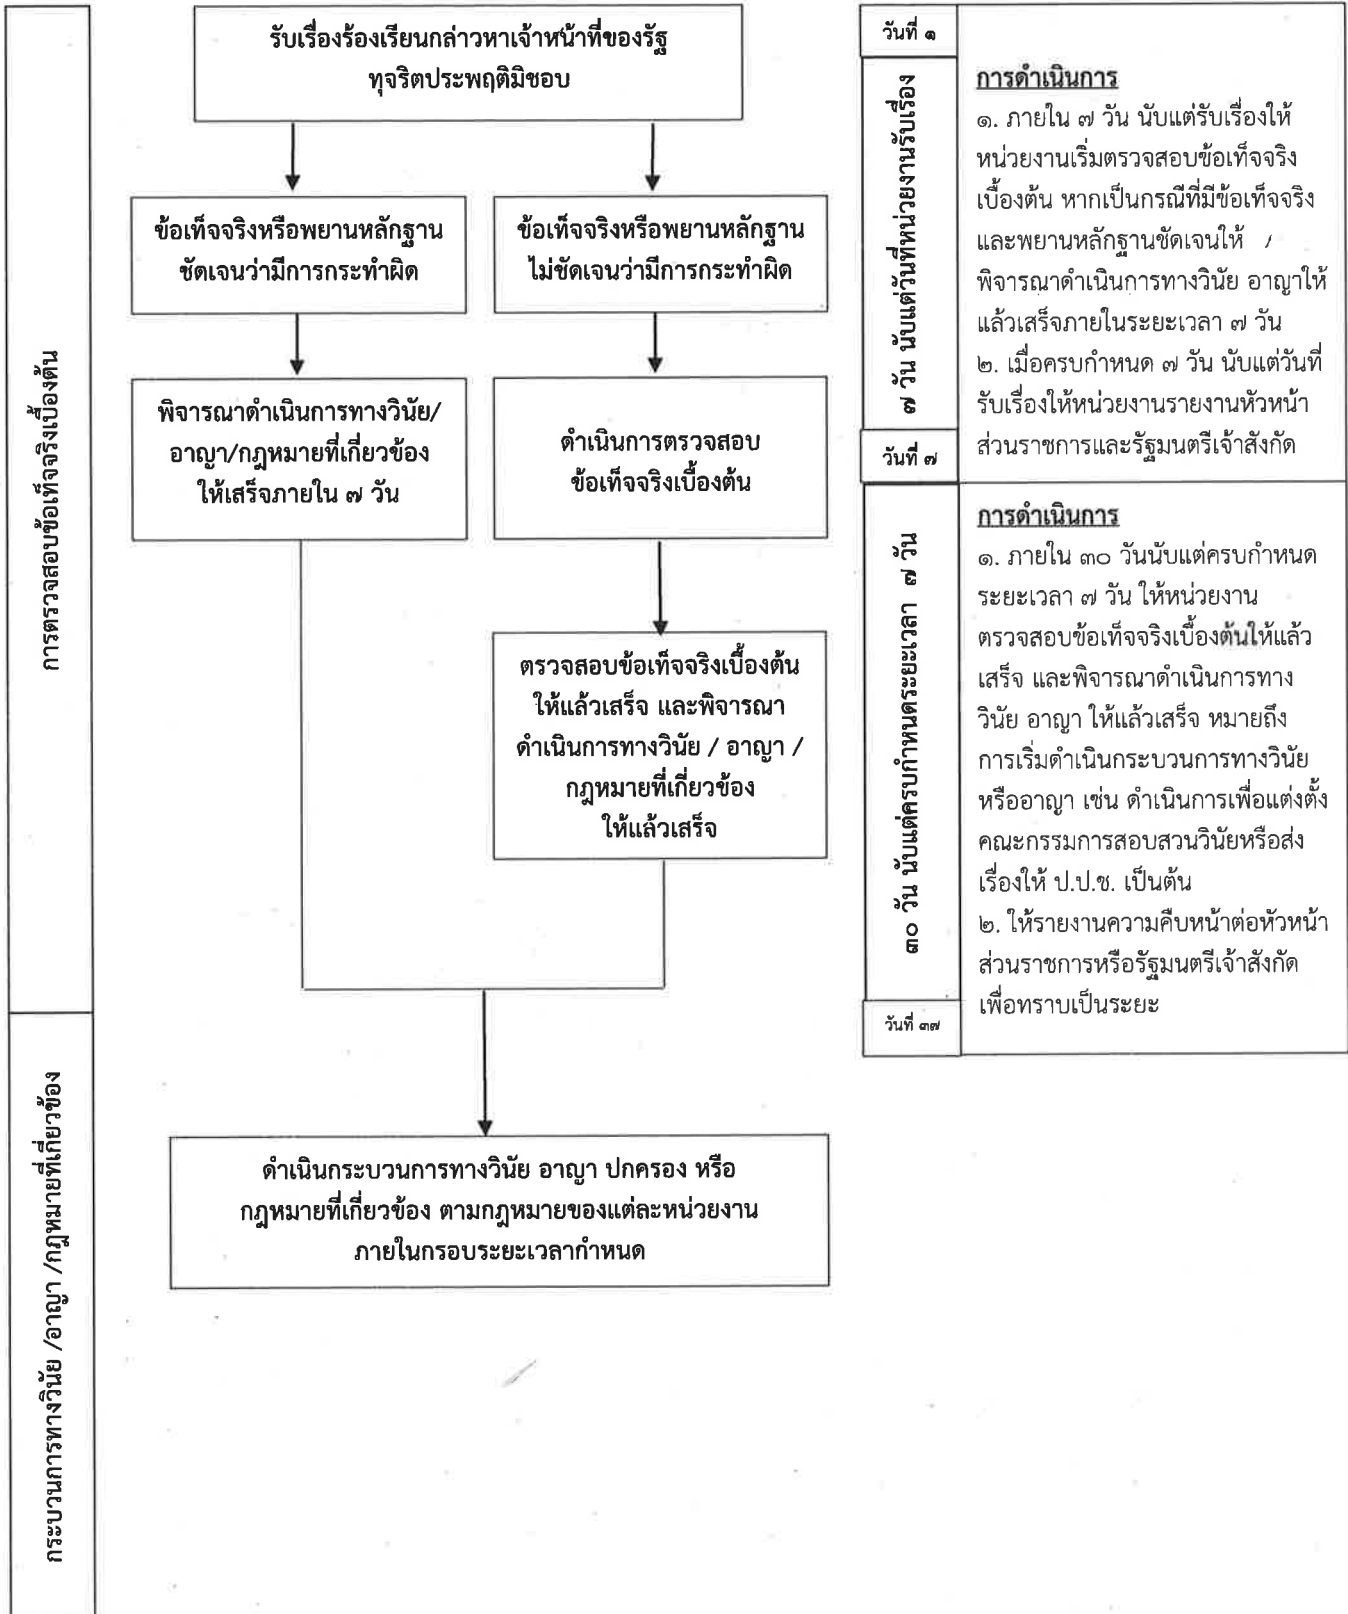 รับเรื่องร้องเรียนกล่าวหาเจ้าหน้าที่ของรัฐ
ทุจริตประพฤติมิชอบ
ข้อเท็จจริงหรือพยานหลักฐาน
ชัดเจนว่ามีการกระทำผิด
ข้อเท็จจริงหรือพยานหลักฐาน
ไม่ชัดเจนว่ามีการกระทำผิด
พิจารณาดำเนินการทางวินัย/
อาญา/กฎหมายที่เกี่ยวข้อง
ให้เสร็จภายใน ๗ วัน
ดำเนินการตรวจสอบ
ข้อเท็จจริงเบื้องต้น
ตรวจสอบข้อเท็จจริงเบื้องต้น
ให้แล้วเสร็จ และพิจารณา
ดำเนินการทางวินัย / อาญา /
กฎหมายที่เกี่ยวข้อง
ให้แล้วเสร็จ
ดำเนินกระบวนการทางวินัย อาญา ปกครอง หรือ
กฎหมายที่เกี่ยวข้อง ตามกฎหมายของแต่ละหน่วยงาน
ภายในกรอบระยะเวลากำหนด
การตรวจสอบข้อเท็จจริงเบื้องต้น
กระบวนการทางวินัย /อาญา /กฎหมายที่เกี่ยวข้อง
วันที่ ๑
๗ วัน นับแต่วันที่หน่วยงานรับเรื่อง
วันที่ ๗
การดำเนินการ
๑. ภายใน ๗ วัน นับแต่รับเรื่องให้
หน่วยงานเริ่มตรวจสอบข้อเท็จจริง
เบื้องต้น หากเป็นกรณีที่มีข้อเท็จจริง
และพยานหลักฐานชัดเจนให้
พิจารณาดำเนินการทางวินัย อาญาให้
แล้วเสร็จภายในระยะเวลา ๗ วัน
๒. เมื่อครบกำหนด ๗ วัน นับแต่วันที่
รับเรื่องให้หน่วยงานรายงานหัวหน้า
ส่วนราชการและรัฐมนตรีเจ้าสังกัด
๓๐ วัน นับแต่ครบกำหนดระยะเวลา ๗ วัน
วันที่ ๓๗
การดำเนินการ
๑. ภายใน ๓๐ วันนับแต่ครบกำหนด
ระยะเวลา ๗ วัน ให้หน่วยงาน
ตรวจสอบข้อเท็จจริงเบื้องต้นให้แล้ว
เสร็จ และพิจารณาดำเนินการทาง
วินัย อาญา ให้แล้วเสร็จ หมายถึง
การเริ่มดำเนินกระบวนการทางวินัย
หรืออาญา เช่น ดำเนินการเพื่อแต่งตั้ง
คณะกรรมการสอบสวนวินัยหรือส่ง
เรื่องให้ ป.ป.ช. เป็นต้น
๒. ให้รายงานความคืบหน้าต่อหัวหน้า
ส่วนราชการหรือรัฐมนตรีเจ้าสังกัด
เพื่อทราบเป็นระยะ